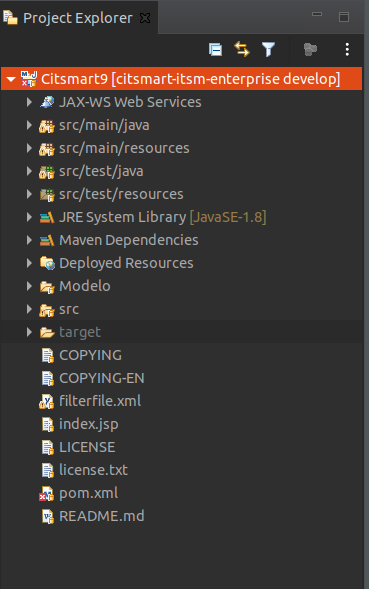 Project Explorer
Citsmart9 [citsmart-itsm-enterprise develop]
JAX-WS Web Services
src/main/java
src/main/resources
src/test/java
src/test/resources
JRE System Library [JavaSE-1.8]
Maven Dependencies
Deployed Resources
Modelo
src
target
COPYING
COPYING-EN
filterfile.xml
index.jsp
LICENSE
license.txt
pom.xml
README.md